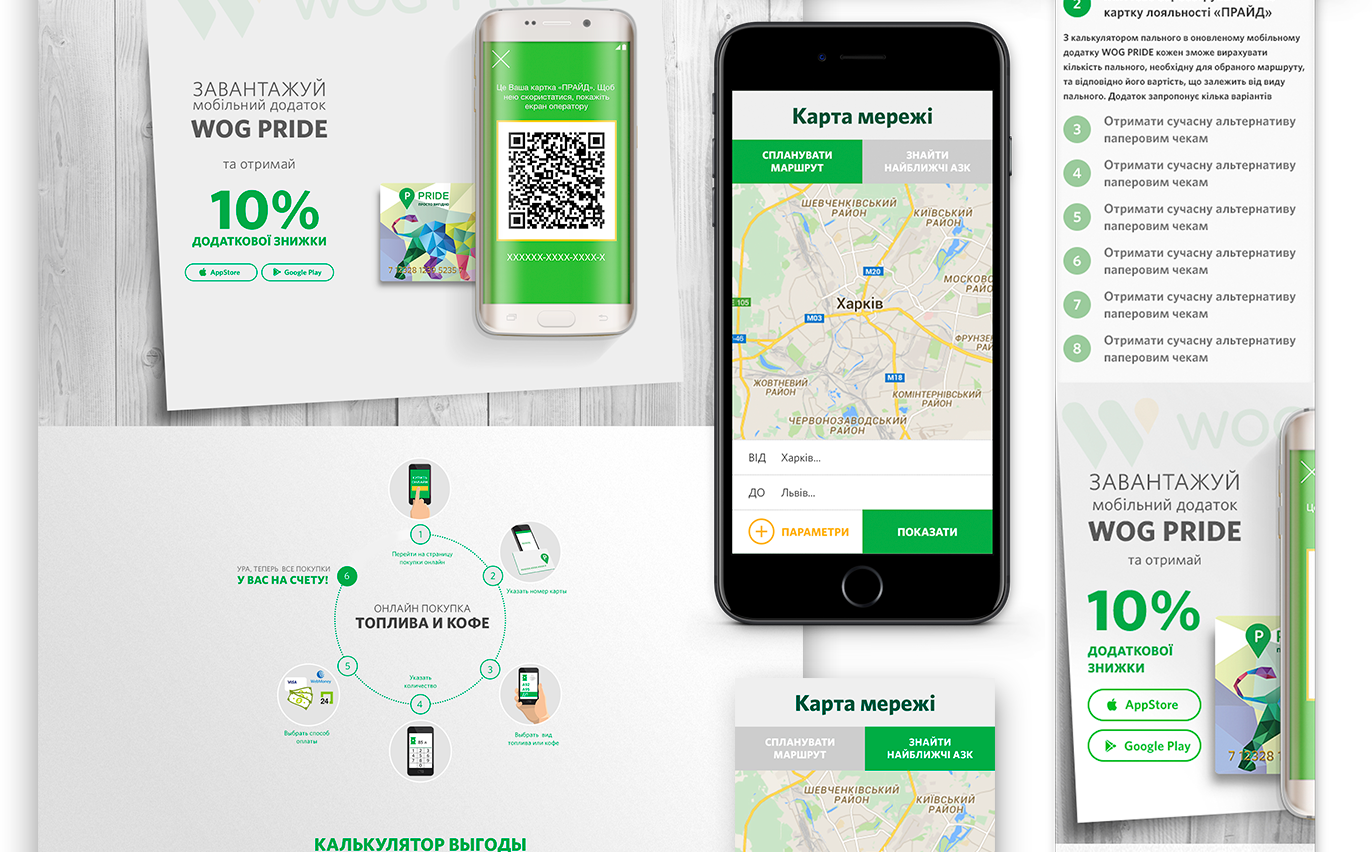 WOG PRIDE
ЗАВАНТАЖУЙ
мобільний додаток
WOG PRIDE
та отримай
10%
ДОДАТКОВОЇ ЗНИЖКИ
AppStore
Google Play
P PRIDE
Це Ваша картка «ПРАЙД». Щоб
нею скористатися, покажіть
екран оператору
XXXXXX-XXXX-XXXX-X
УРА, ТЕПЕРЬ ВСЕ ПОКУПКИ
У ВАС НА СЧЕТУ!
6
1
Перейти на страницу
покупки онлайн
2
Указать номер карты
ОНЛАЙН ПОКУПКА
ТОПЛИВА И КОФЕ
3
Выбрать вид
топлива или кофе
Указать
количество
4
5
VISA
WebMoney
24
Выбрать способ
оплаты
КАЛЬКУЛЯТОР ВЫГОДЫ
Карта мережі
СПЛАНУВАТИ
МАРШРУТ
ЗНАЙТИ
НАЙБЛИЖЧІ АЗК
ШЕВЧЕНКІВСЬКИЙ
РАЙОН
КИЇВСЬКИЙ
РАЙОН
M20
МОСКО
РАЙ
E 105
Харків
M03
ФРУНЗЕ
РАЙ
M18
ЖОВТНЕВИЙ
РАЙОН
КОМІНТЕРНІВСЬКИЙ
РАЙОН
ЧЕРВОНОЗАВОДСЬКИЙ
РАЙОН
ВІД Харків...
ДО Львів...
ПАРАМЕТРИ
ПОКАЗАТИ
Карта мережі
СПЛАНУВАТИ
МАРШРУТ
ЗНАЙТИ
НАЙБЛИЖЧІ АЗК
ШЕВЧЕНКІВСЬКИЙ
РАЙОН
КИЇВСЬКИЙ
РАЙОН
2
картку лояльності «ПРАЙД»
З калькулятором пального в оновленому мобільному
додатку WOG PRIDE кожен зможе вирахувати
кількість пального, необхідну для обраного маршруту,
та відповідно його вартість, що залежить від виду
пального. Додаток запропонує кілька варіантів
3 Отримати сучасну альтернативу
паперовим чекам
4 Отримати сучасну альтернативу
паперовим чекам
5 Отримати сучасну альтернативу
паперовим чекам
6 Отримати сучасну альтернативу
паперовим чекам
7 Отримати сучасну альтернативу
паперовим чекам
8 Отримати сучасну альтернативу
паперовим чекам
WOG
ЗАВАНТАЖУЙ
мобільний додаток
WOG PRIDE
та отримай
10%
ДОДАТКОВОЇ
ЗНИЖКИ
AppStore
Google Play
P
7 12328 1